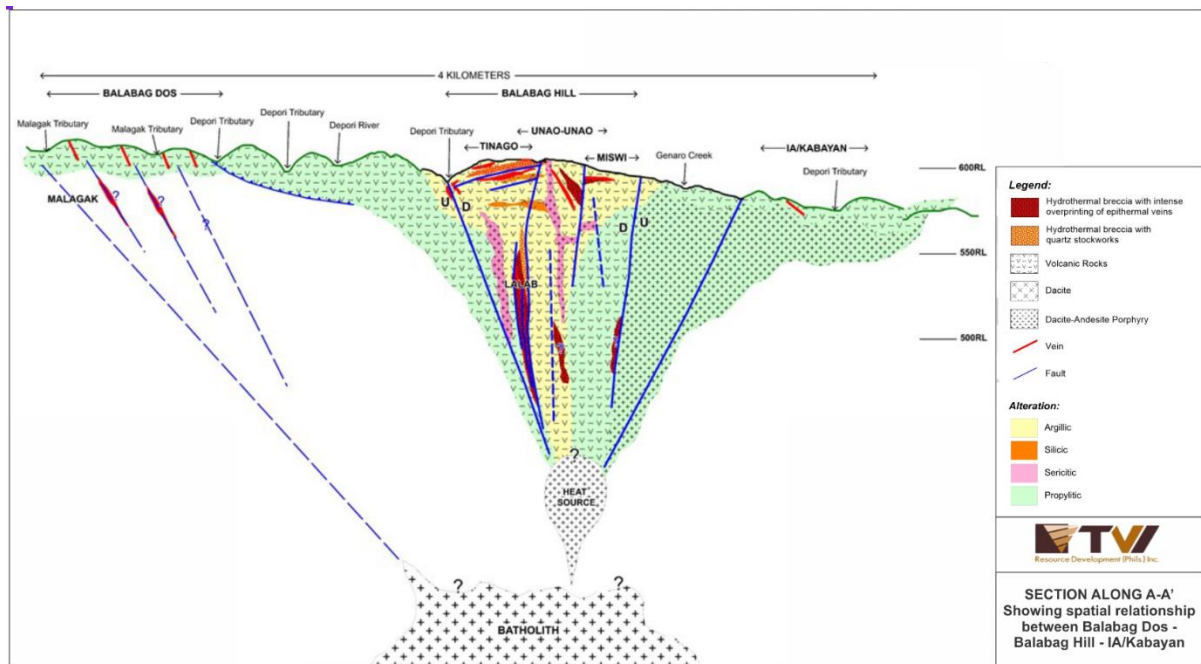 4 KILOMETERS
BALABAG DOS
BALABAG HILL
Malagak Tributary
Malagak Tributary
Depori Tributary
Depori Tributary
Depori River
Depori Tributary
UNAO-UNAO
TINAGO
MISWI
Genaro Creek
IA/KABAYAN
Depori Tributary
600RL
MALAGAK
?
?
?
U
D
D
U
550RL
LALAB
500RL
?
?
HEAT
SOURCE
?
?
BATHOLITH
Legend:
Hydrothermal breccia with intense
overprinting of epithermal veins
Hydrothermal breccia with
quartz stockworks
Volcanic Rocks
Dacite
Dacite-Andesite Porphyry
Vein
Fault
Alteration:
Argillic
Silicic
Sericitic
Propylitic
TVI
Resource Development (Phils) Inc.
SECTION ALONG A-A'
Showing spatial relationship
between Balabag Dos -
Balabag Hill - IA/Kabayan